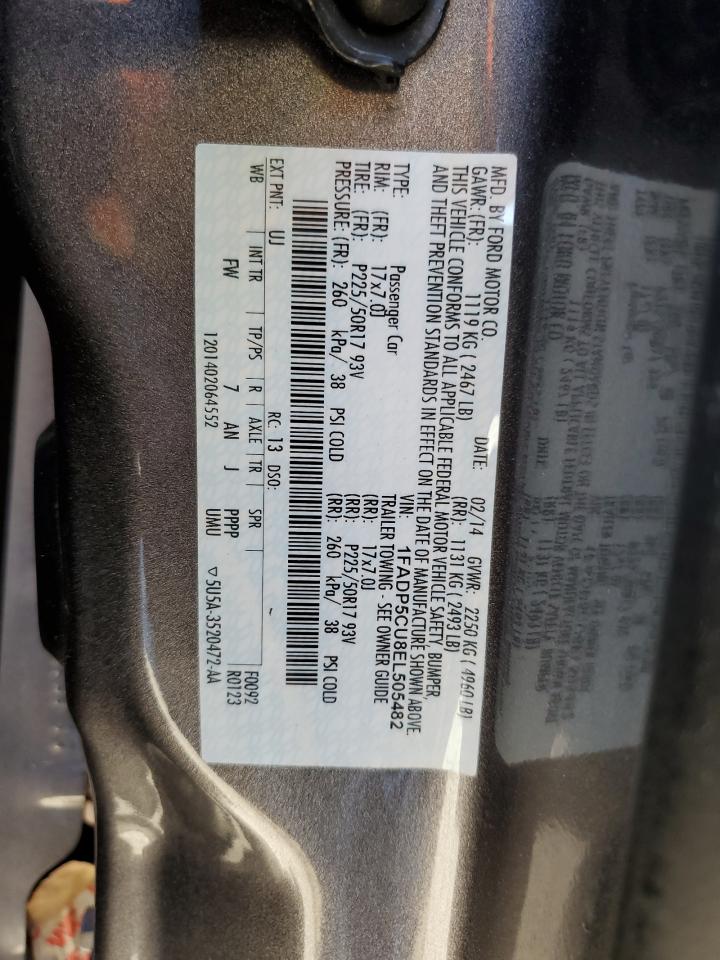 MFD. BY FORD MOTOR CO.
DATE: 02/14 GVWR: 2250 KG ( 4960 LB)
GAWR: (FR): 1119 KG ( 2467 LB) (RR): 1131 KG ( 2493 LB)
THIS VEHICLE CONFORMS TO ALL APPLICABLE FEDERAL MOTOR VEHICLE SAFETY, BUMPER,
AND THEFT PREVENTION STANDARDS IN EFFECT ON THE DATE OF MANUFACTURE SHOWN ABOVE.
VIN: 1FADP5CU8EL505482
TYPE: Passenger Car TRAILER TOWING - SEE OWNER GUIDE
RIM: (FR): 17x7.0J (RR): 17x7.0J
TIRE: (FR): P225/50R17 93V (RR): P225/50R17 93V
PRESSURE: (FR): 260 kPa/ 38 PSI COLD (RR): 260 kPa/ 38 PSI COLD
EXT PNT: UJ RC: 13 DSO: F0092
WB INT TR TP/PS R AXLE TR SPR R0123
FW 7 AN J PPPP
1201402064552 UMU ▽5U5A-3520472-AA